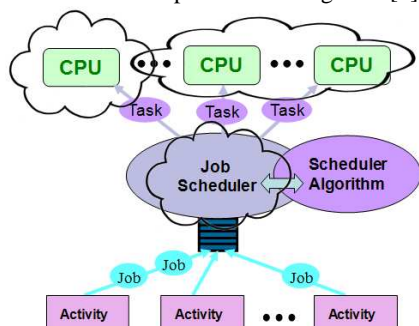 CPU CPU CPU
Task Task Task
Job Scheduler
Scheduler Algorithm
Job Job Job
Activity Activity Activity